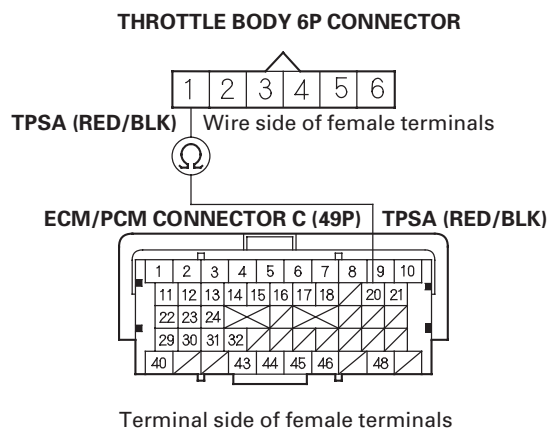 THROTTLE BODY 6P CONNECTOR
1 2 3 4 5 6
TPSA (RED/BLK) Wire side of female terminals
Ω
ECM/PCM CONNECTOR C (49P) TPSA (RED/BLK)
1 2 3 4 5 6 7 8 9 10
11 12 13 14 15 16 17 18 20 21
22 23 24
29 30 31 32
40 43 44 45 46 48
Terminal side of female terminals